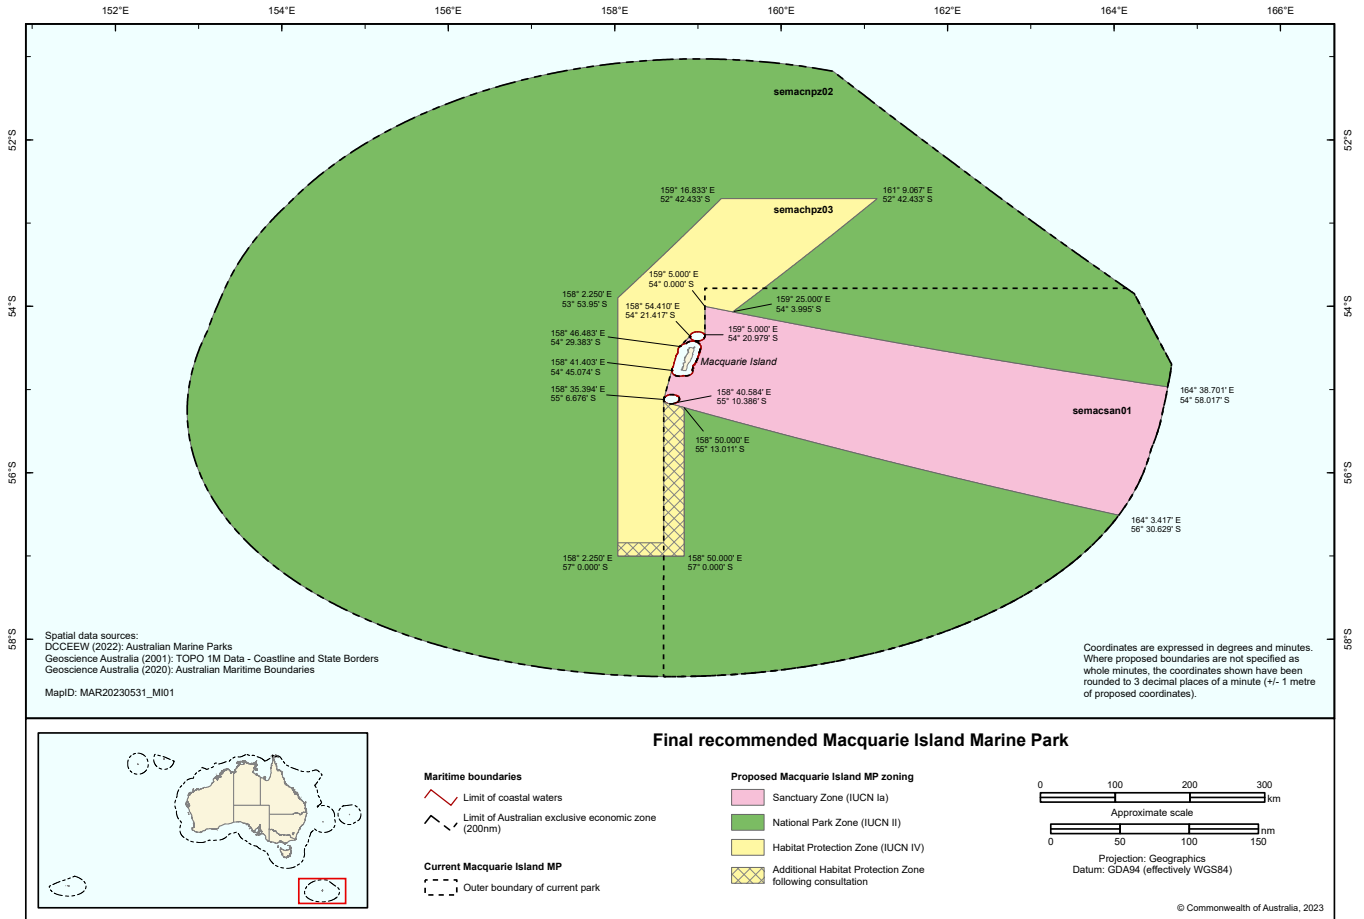 152°E
154°E
156°E
158°E
160°E
162°E
164°E
166°E
52°S
52°S
54°S
54°S
56°S
56°S
58°S
58°S
semacnpz02
159° 16.833' E
52° 42.433' S
161° 9.067' E
52° 42.433' S
semachpz03
159° 5.000' E
54° 0.000' S
158° 2.250' E
53° 53.95' S
159° 25.000' E
54° 3.995' S
158° 54.410' E
54° 21.417' S
159° 5.000' E
54° 20.979' S
158° 46.483' E
54° 29.383' S
Macquarie Island
158° 41.403' E
54° 45.074' S
158° 35.394' E
55° 6.676' S
158° 40.584' E
55° 10.386' S
164° 38.701' E
54° 58.017' S
semacsan01
158° 50.000' E
55° 13.011' S
164° 3.417' E
56° 30.629' S
158° 2.250' E
57° 0.000' S
158° 50.000' E
57° 0.000' S
Spatial data sources:
DCCEEW (2022): Australian Marine Parks
Geoscience Australia (2001): TOPO 1M Data - Coastline and State Borders
Geoscience Australia (2020): Australian Maritime Boundaries
MapID: MAR20230531_MI01
Coordinates are expressed in degrees and minutes.
Where proposed boundaries are not specified as
whole minutes, the coordinates shown have been
rounded to 3 decimal places of a minute (+/- 1 metre
of proposed coordinates).
Final recommended Macquarie Island Marine Park
Maritime boundaries
Limit of coastal waters
Limit of Australian exclusive economic zone
(200nm)
Current Macquarie Island MP
Outer boundary of current park
Proposed Macquarie Island MP zoning
Sanctuary Zone (IUCN Ia)
National Park Zone (IUCN II)
Habitat Protection Zone (IUCN IV)
Additional Habitat Protection Zone
following consultation
0 100 200 300
km
Approximate scale
nm
0 50 100 150
Projection: Geographics
Datum: GDA94 (effectively WGS84)
© Commonwealth of Australia, 2023